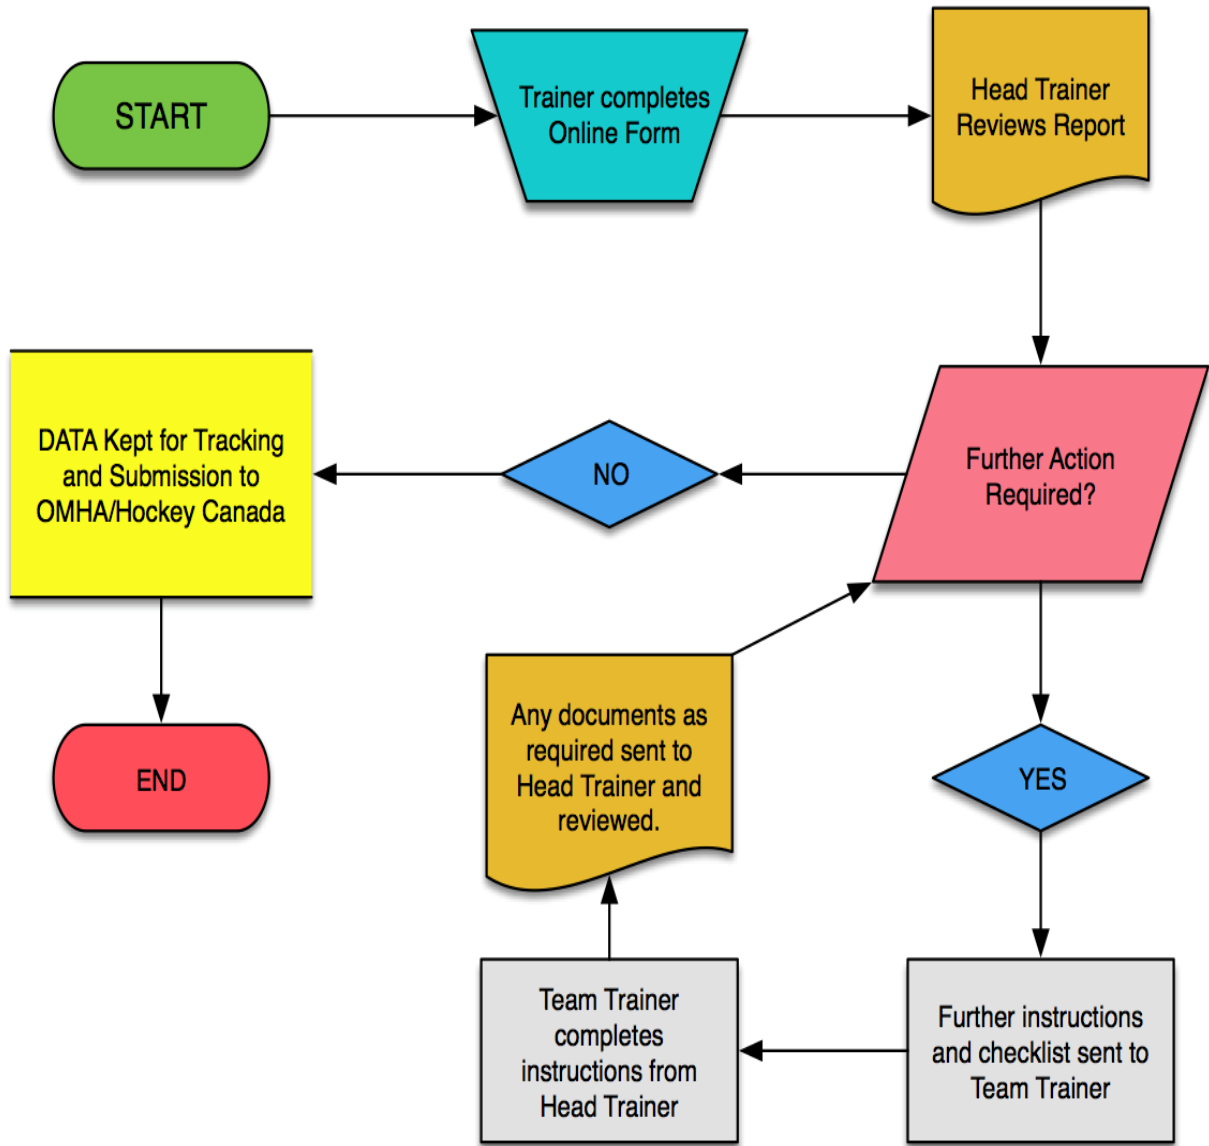 START
Trainer completes
Online Form
Head Trainer
Reviews Report
DATA Kept for Tracking
and Submission to
OMHA/Hockey Canada
NO
Further Action
Required?
END
Any documents as
required sent to
Head Trainer and
reviewed.
YES
Team Trainer
completes
instructions from
Head Trainer
Further instructions
and checklist sent to
Team Trainer